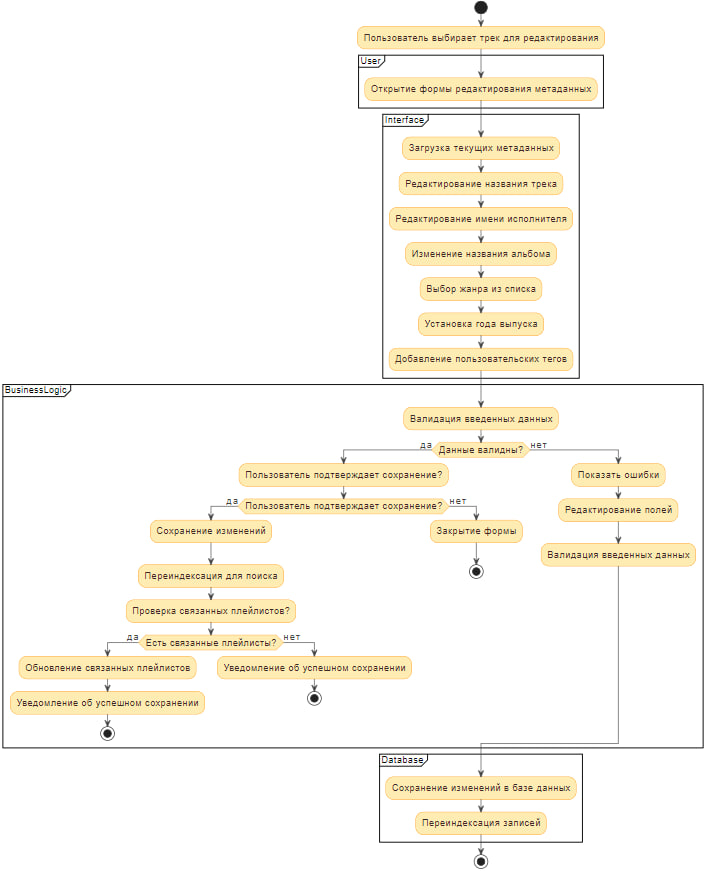 Пользователь выбирает трек для редактирования
User
Открытие формы редактирования метаданных
Interface
Загрузка текущих метаданных
Редактирование названия трека
Редактирование имени исполнителя
Изменение названия альбома
Выбор жанра из списка
Установка года выпуска
Добавление пользовательских тегов
BusinessLogic
Валидация введенных данных
да
Данные валидны?
нет
Пользователь подтверждает сохранение?
Показать ошибки
да
Пользователь подтверждает сохранение?
нет
Редактирование полей
Сохранение изменений
Закрытие формы
Валидация введенных данных
Переиндексация для поиска
Проверка связанных плейлистов?
да
Есть связанные плейлисты?
нет
Обновление связанных плейлистов
Уведомление об успешном сохранении
Уведомление об успешном сохранении
Database
Сохранение изменений в базе данных
Переиндексация записей